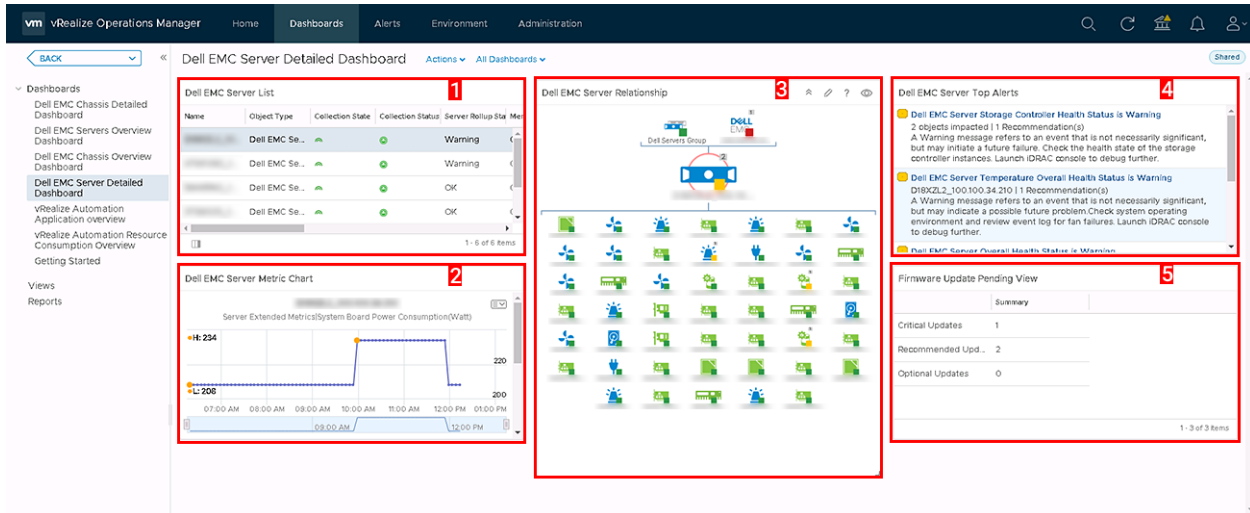 vm vRealize Operations Manager Home Dashboards Alerts Environment Administration
BACK
Dell EMC Server Detailed Dashboard Actions All Dashboards Shared
Dashboards
Dell EMC Chassis Detailed
Dashboard
Dell EMC Servers Overview
Dashboard
Dell EMC Chassis Overview
Dashboard
Dell EMC Server Detailed
Dashboard
vRealize Automation
Application overview
vRealize Automation Resource
Consumption Overview
Getting Started
Views
Reports
Dell EMC Server List 1
Name Object Type Collection State Collection Status Server Rollup Sta Mem
Dell EMC Se.. Warning
Dell EMC Se.. Warning
Dell EMC Se.. OK
Dell EMC Se.. OK
1 - 6 of 6 items
Dell EMC Server Metric Chart 2
Server Extended Metrics|System Board Power Consumption(Watt)
H: 234
220
L: 208
200
07:00 AM 08:00 AM 09:00 AM 10:00 AM 11:00 AM 12:00 PM 01:00 PM
09:00 AM 12:00 PM
Dell EMC Server Relationship 3
DELL
EMC
Dell Servers Group
2
Dell EMC Server Top Alerts 4
Dell EMC Server Storage Controller Health Status is Warning
2 objects impacted | 1 Recommendation(s)
A Warning message refers to an event that is not necessarily significant,
but may initiate a future failure. Check the health state of the storage
controller instances. Launch iDRAC console to debug further.
Dell EMC Server Temperature Overall Health Status is Warning
D18XZL2_100.100.34.210 | 1 Recommendation(s)
A Warning message refers to an event that is not necessarily significant,
but may indicate a possible future problem.Check system operating
environment and review event log for fan failures. Launch iDRAC console
to debug further.
Dell EMC Server Overall Health Status is Warning
Firmware Update Pending View 5
Summary
Critical Updates 1
Recommended Upd... 2
Optional Updates 0
1 - 3 of 3 items